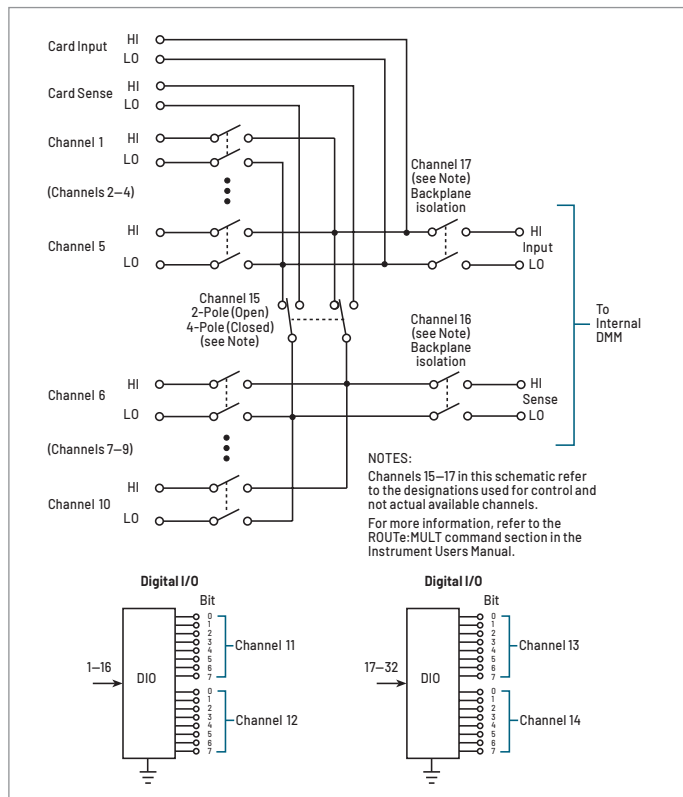 Card Input HI
LO
Card Sense HI
LO
Channel 1 HI
LO
(Channels 2–4)
Channel 5 HI
LO
Channel 17
(see Note)
Backplane
isolation
HI
Input
LO
Channel 15
2-Pole (Open)
4-Pole (Closed)
(see Note)
Channel 16
(see Note)
Backplane
isolation
To
Internal
DMM
Channel 6 HI
LO
HI
Sense
LO
(Channels 7–9)
Channel 10 HI
LO
NOTES:
Channels 15–17 in this schematic refer
to the designations used for control and
not actual available channels.
For more information, refer to the
ROUTe:MULT command section in the
Instrument Users Manual.
Digital I/O
Bit
1–16
DIO
0
1
2
3
4
5
6
7
Channel 11
0
1
2
3
4
5
6
7
Channel 12
Digital I/O
Bit
17–32
DIO
0
1
2
3
4
5
6
7
Channel 13
0
1
2
3
4
5
6
7
Channel 14